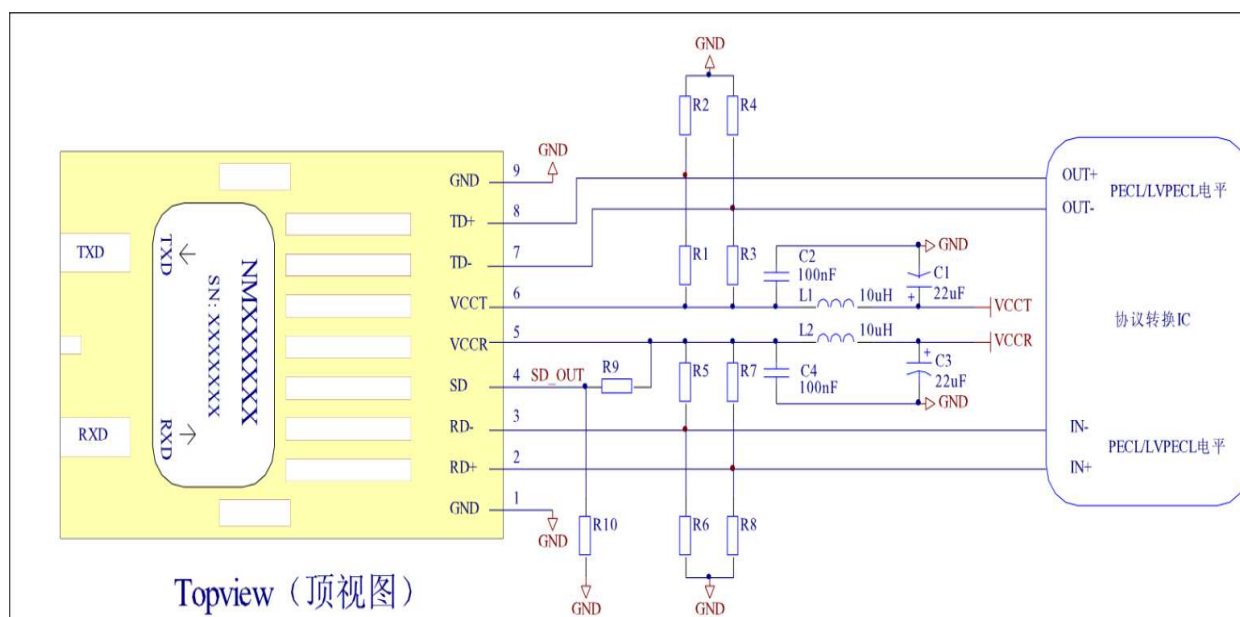 GND
R2
R4
GND
9
GND
OUT+
PECL/LVPECL电平
8
TD+
OUT-
TXD
TXD
7
TD-
R1
R3
C2
100nF
GND
C1
22uF
+
6
VCCT
L1
10uH
VCCT
NMXXXXXX
SN: XXXXXXX
协议转换IC
5
VCCR
L2
10uH
VCCR
R9
R5
R7
C4
100nF
+
C3
22uF
4
SD
SD_OUT
GND
3
RD-
IN-
RXD
RXD
PECL/LVPECL电平
2
RD+
IN+
1
GND
GND
R10
R6
R8
GND
GND
Topview（顶视图）